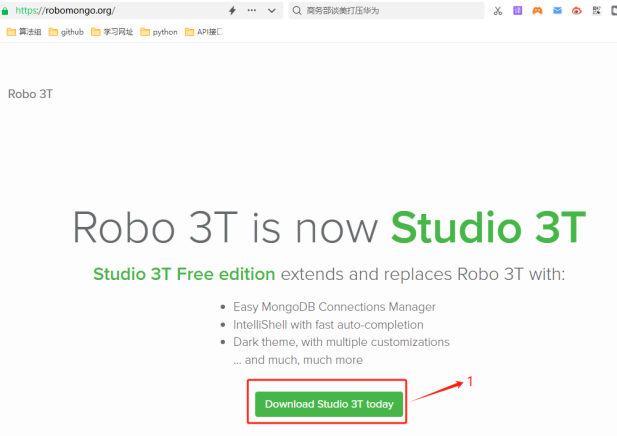 https://robomongo.org/
商务部谈美打压华为
算法组 github 学习网址 python API接口
Robo 3T
Robo 3T is now Studio 3T
Studio 3T Free edition extends and replaces Robo 3T with:
Easy MongoDB Connections Manager
IntelliShell with fast auto-completion
Dark theme, with multiple customizations
... and much, much more
Download Studio 3T today
1